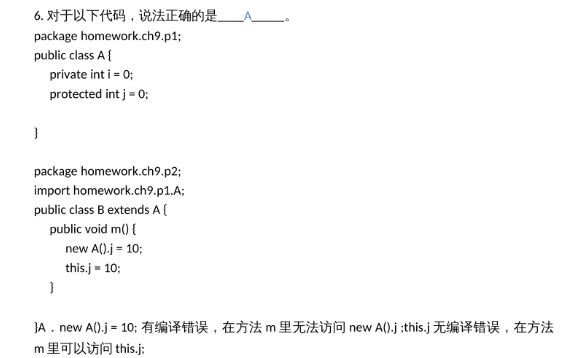 6. 对于以下代码，说法正确的是____A_____。
package homework.ch9.p1;
public class A {
private int i = 0;
protected int j = 0;
}
package homework.ch9.p2;
import homework.ch9.p1.A;
public class B extends A {
public void m() {
new A().j = 10;
this.j = 10;
}
}A．new A().j = 10; 有编译错误，在方法 m 里无法访问 new A().j ;this.j 无编译错误，在方法
m 里可以访问 this.j;